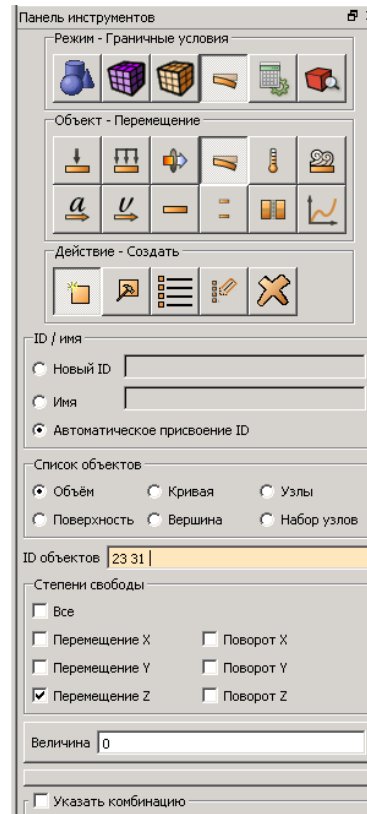 Панель инструментов
Режим - Граничные условия
Объект - Перемещение
a v
Действие - Создать
ID / имя
Новый ID
Имя
Автоматическое присвоение ID
Список объектов
Объём Кривая Узлы
Поверхность Вершина Набор узлов
ID объектов 23 31
Степени свободы
Все
Перемещение X Поворот X
Перемещение Y Поворот Y
Перемещение Z Поворот Z
Величина 0
Указать комбинацию